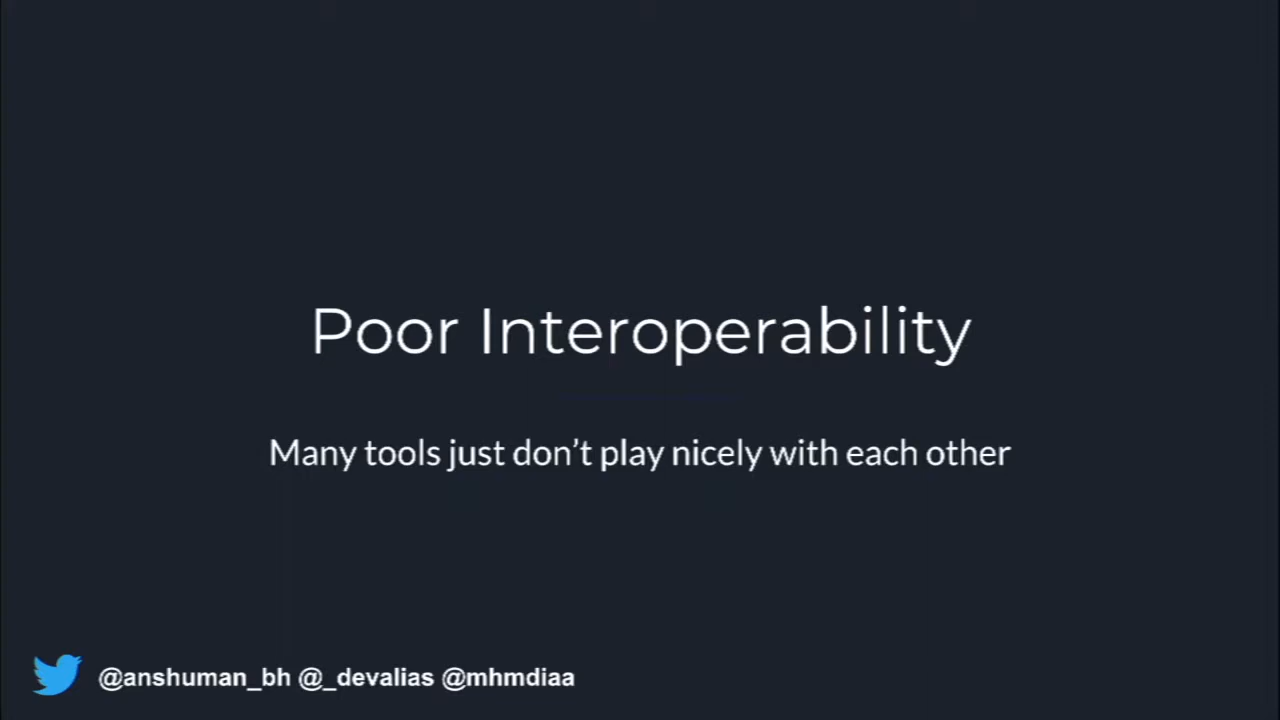 Poor Interoperability
Many tools just don’t play nicely with each other
@anshuman_bh @_devalias @mhmdiaa